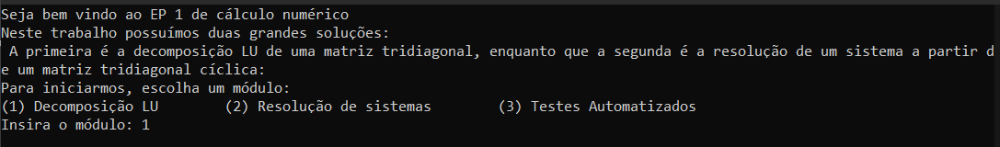 Seja bem vindo ao EP 1 de cálculo numérico
Neste trabalho possuímos duas grandes soluções:
 A primeira é a decomposição LU de uma matriz tridiagonal, enquanto que a segunda é a resolução de um sistema a partir d
e um matriz tridiagonal cíclica:
Para iniciarmos, escolha um módulo:
(1) Decomposição LU        (2) Resolução de sistemas        (3) Testes Automatizados
Insira o módulo: 1